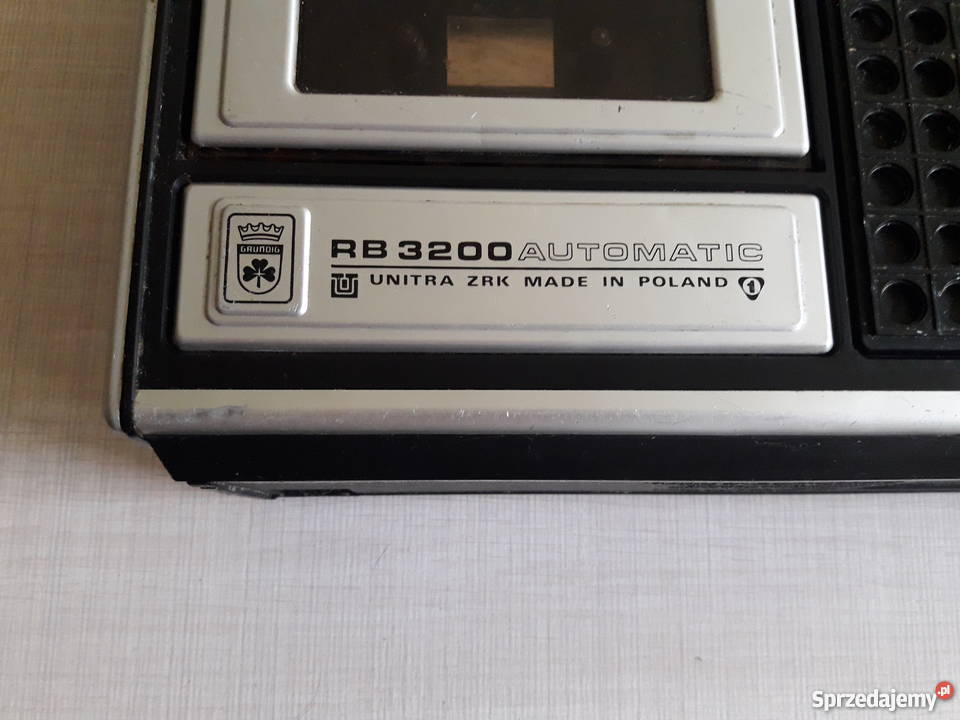 GRUNDIG
RB 3200 AUTOMATIC
UNITRA ZRK MADE IN POLAND 1
Sprzedajemy.pl